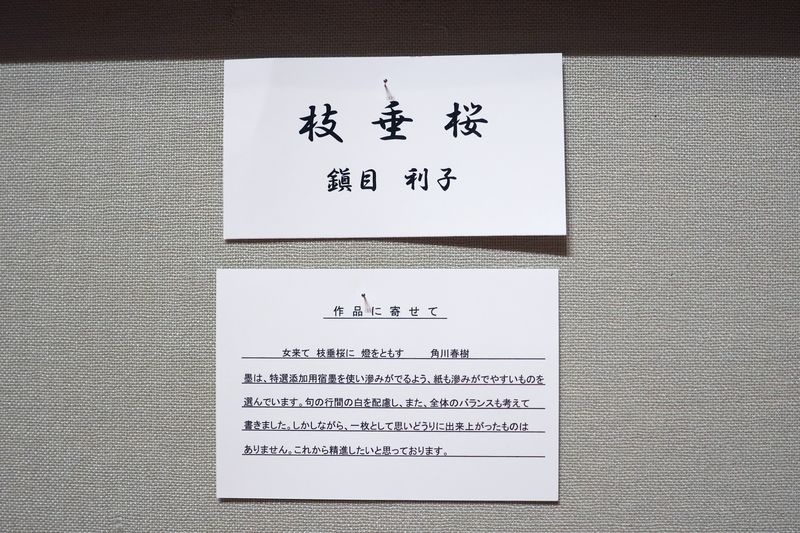 枝垂桜
鎭目 利子
作品に寄せて
女来て 枝垂桜に 燈をともす 角川春樹
墨は、特選添加用宿墨を使い滲みがでるよう、紙も滲みがでやすいものを
選んでいます。句の行間の白を配慮し、また、全体のバランスも考えて
書きました。しかしながら、一枚として思いどうりに出来上がったものは
ありません。これから精進したいと思っております。